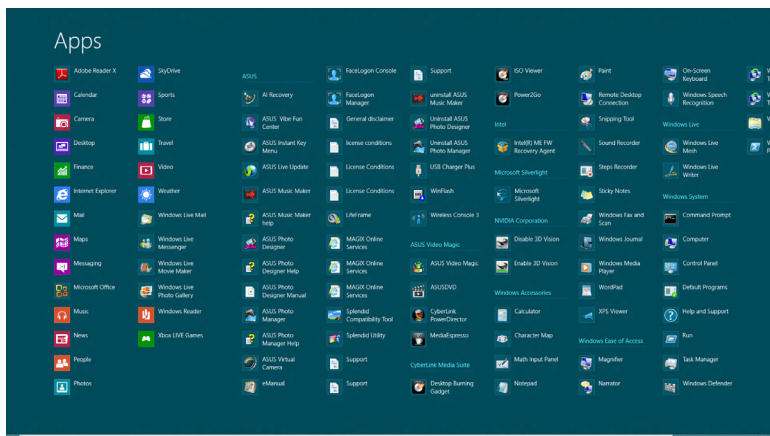 Apps
Adobe Reader X
Calendar
Camera
Desktop
Finance
Internet Explorer
Mail
Maps
Messaging
Microsoft Office
Music
News
People
Photos
SkyDrive
Sports
Store
Travel
Video
Weather
Windows Live Mail
Windows Live
Messenger
Windows Live
Movie Maker
Windows Live
Photo Gallery
Windows Reader
Xbox LIVE Games
ASUS
AI Recovery
ASUS Vibe Fun
Center
ASUS Instant Key
Menu
ASUS Live Update
ASUS Music Maker
ASUS Music Maker
help
ASUS Photo
Designer
ASUS Photo
Designer Help
ASUS Photo
Designer Manual
ASUS Photo
Manager
ASUS Photo
Manager Help
ASUS Virtual
Camera
eManual
FaceLogon Console
FaceLogon
Manager
General disclaimer
license conditions
License Conditions
License Conditions
LifeFrame
MAGIX Online
Services
MAGIX Online
Services
MAGIX Online
Services
Splendid
Compatibility Tool
Splendid Utility
Support
Support
Support
uninstall ASUS
Music Maker
Uninstall ASUS
Photo Designer
Uninstall ASUS
Photo Manager
USB Charger Plus
WinFlash
Wireless Console 3
ASUS Video Magic
ASUS Video Magic
ASUSDVD
CyberLink
PowerDirector
MediaEspresso
CyberLink Media Suite
Desktop Burning
Gadget
ISO Viewer
Power2Go
Intel
Intel(R) ME FW
Recovery Agent
Microsoft Silverlight
Microsoft
Silverlight
NVIDIA Corporation
Disable 3D Vision
Enable 3D Vision
Windows Accessories
Calculator
Character Map
Math Input Panel
Notepad
Paint
Remote Desktop
Connection
Snipping Tool
Sound Recorder
Steps Recorder
Sticky Notes
Windows Fax and
Scan
Windows Journal
Windows Media
Player
WordPad
XPS Viewer
Windows Ease of Access
Magnifier
Narrator
On-Screen
Keyboard
Windows Speech
Recognition
Windows Live
Windows Live
Mesh
Windows Live
Writer
Windows System
Command Prompt
Computer
Control Panel
Default Programs
Help and Support
Run
Task Manager
Windows Defender